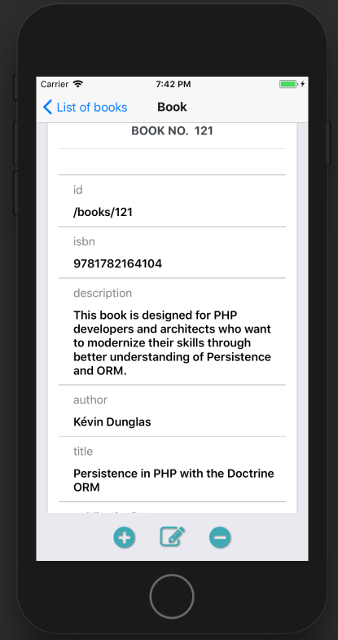 Carrier 7:42 PM
List of books Book
BOOK NO. 121
id
/books/121
isbn
9781782164104
description
This book is designed for PHP
developers and architects who want
to modernize their skills through
better understanding of Persistence
and ORM.
author
Kévin Dunglas
title
Persistence in PHP with the Doctrine
ORM